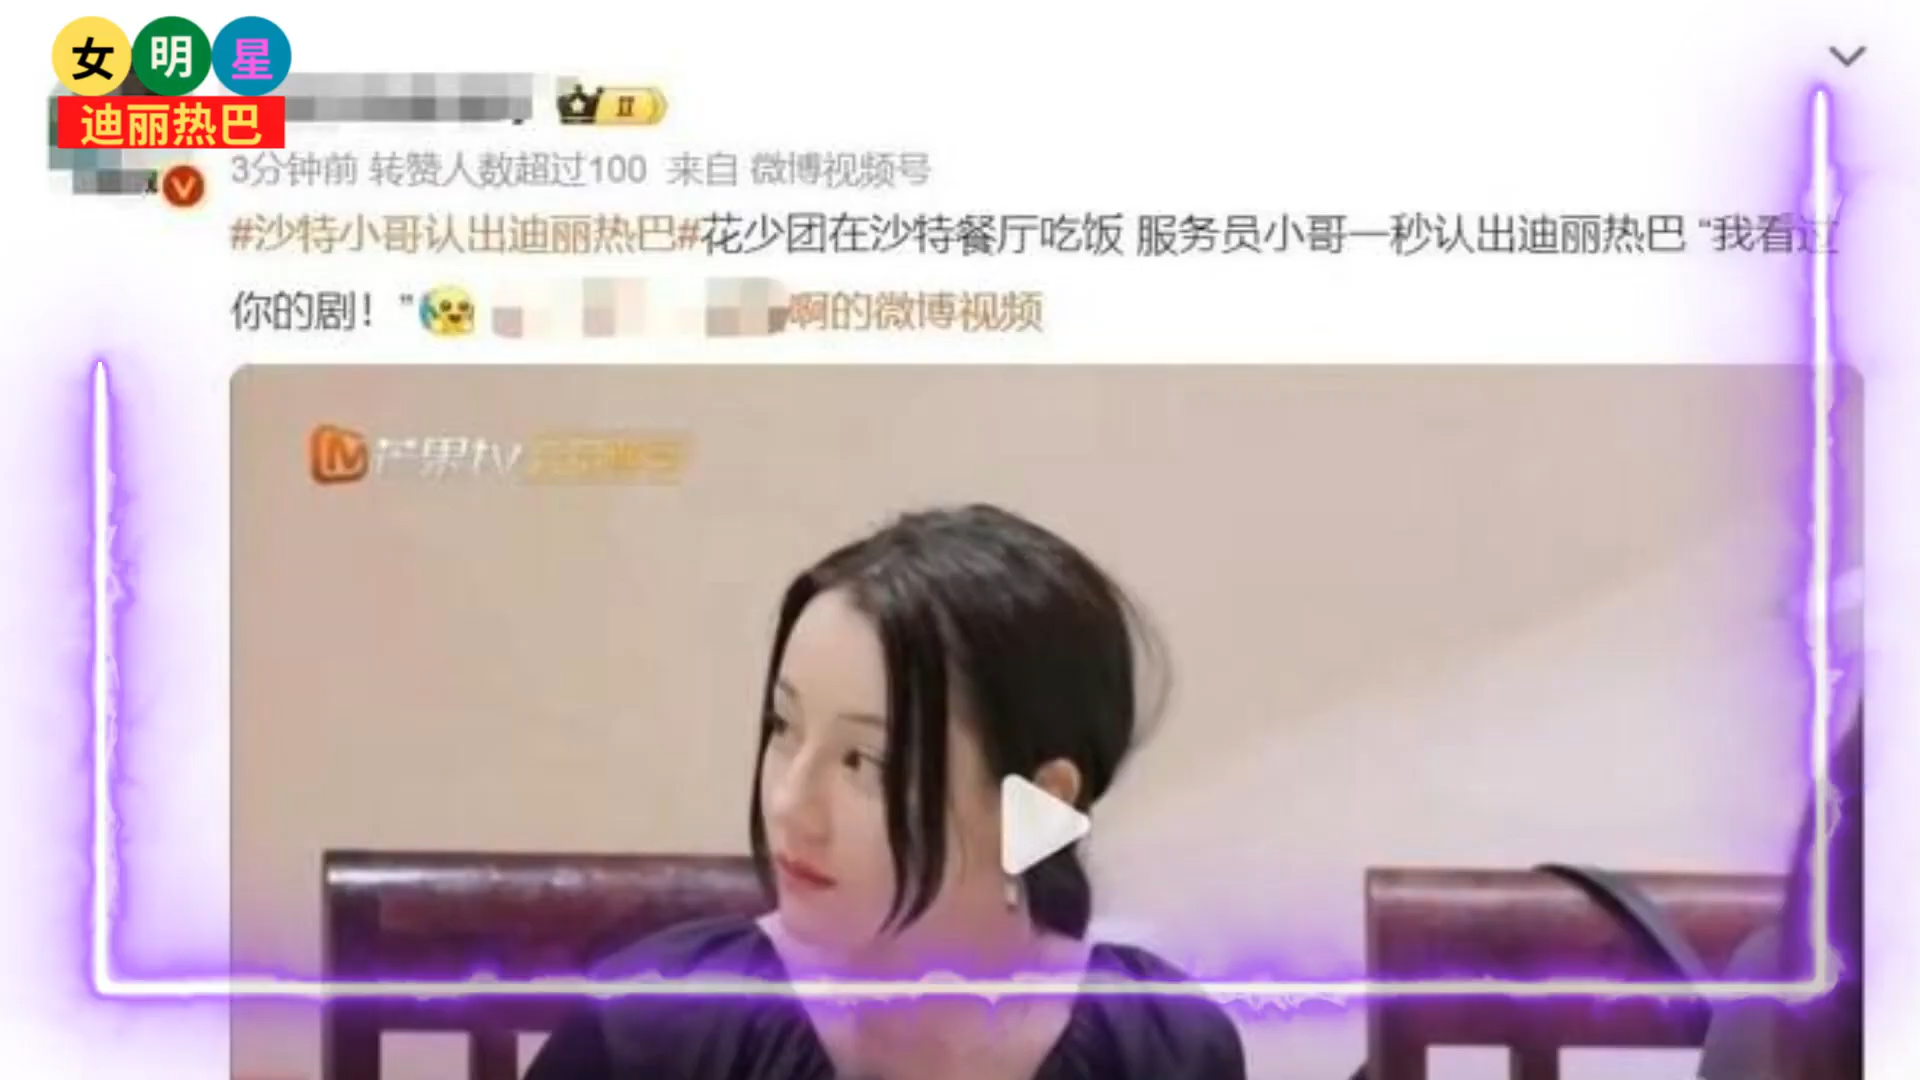 女明星
迪丽热巴
II
V
3分钟前 转赞人数超过100 来自 微博视频号
#沙特小哥认出迪丽热巴#花少团在沙特餐厅吃饭 服务员小哥一秒认出迪丽热巴 “我看过
你的剧！”
啊的微博视频
芒果tv